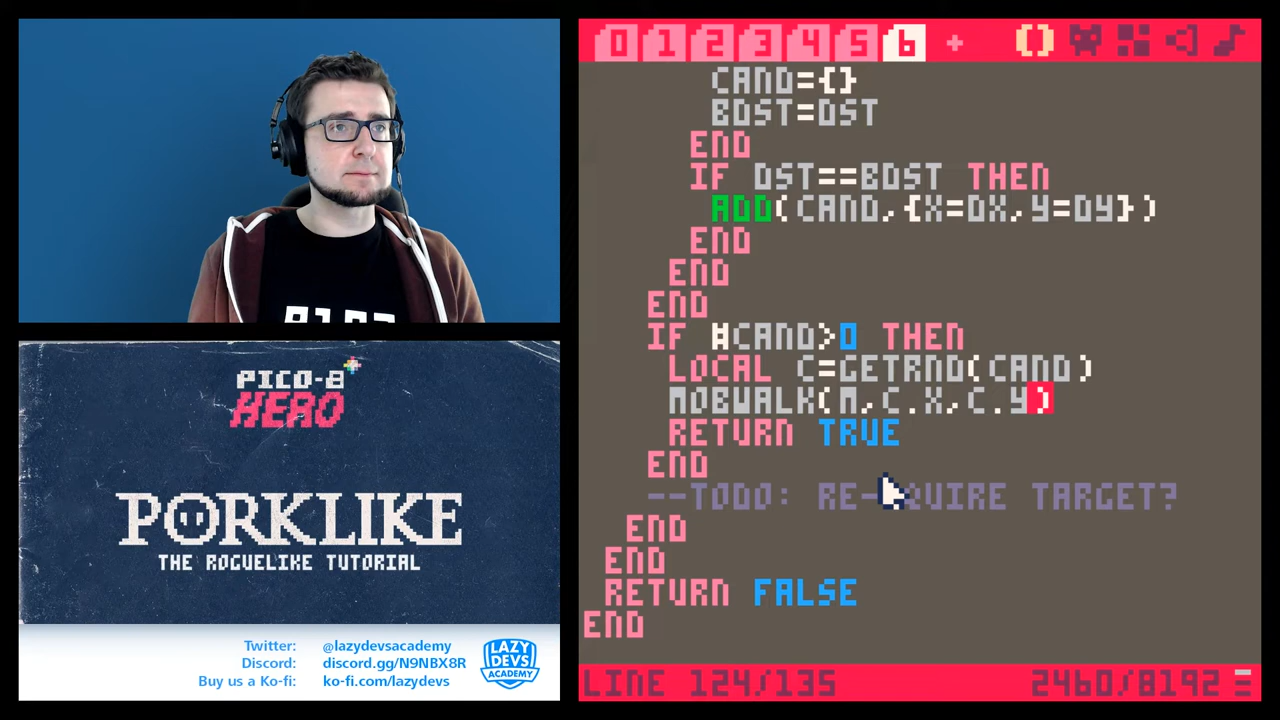 0 1 2 3 4 5 6 +
CAND={}
BDST=DST
END
IF DST==BDST THEN
ADD(CAND,{X=DX,Y=DY})
END
END
END
IF #CAND>0 THEN
LOCAL C=GETRND(CAND)
MOBWALK(M,C.X,C.Y)
RETURN TRUE
END
--TODO: RE- QUIRE TARGET?
END
END
RETURN FALSE
END
LINE 124/135 2460/8192
PICO-8
HERO
PORKLIKE
THE ROGUELIKE TUTORIAL
Twitter: @lazydevsacademy
Discord: discord.gg/N9NBX8R
Buy us a Ko-fi: ko-fi.com/lazydevs
LAZY
DEVS
ACADEMY